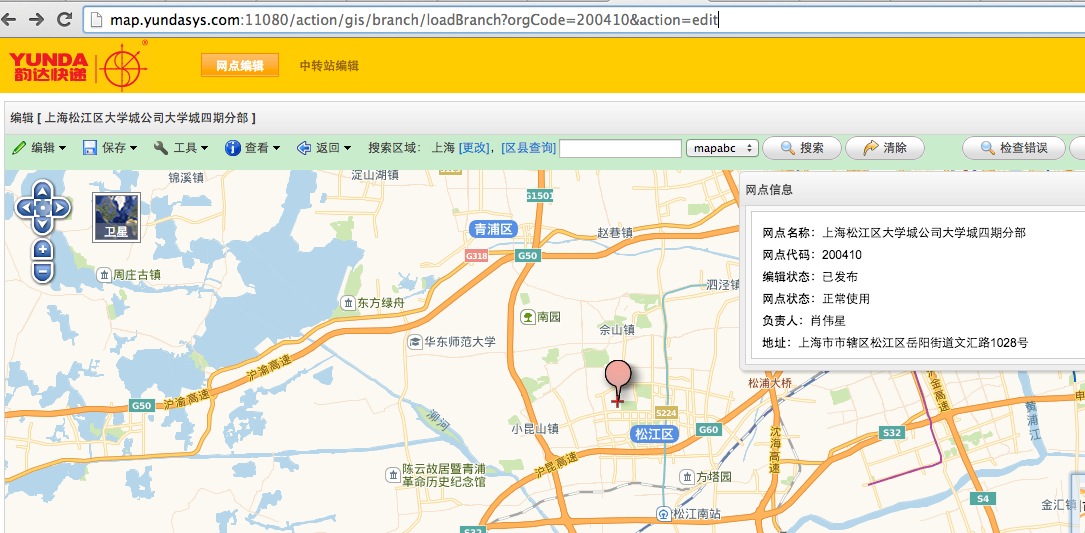 map.yundasys.com:11080/action/gis/branch/loadBranch?orgCode=200410&action=edit
YUNDA
韵达快递
®
网点编辑 中转站编辑
编辑 [ 上海松江区大学城公司大学城四期分部 ]
编辑 保存 工具 查看 返回 搜索区域: 上海 [更改], [区县查询] mapabc 搜索 清除 检查错误
锦溪镇
淀山湖镇
卫星
G1501
青浦区
赵巷镇
G318
G50
周庄古镇
泗泾镇
东方绿舟
南园
佘山镇
华东师范大学
沪渝高速
G50
沪渝高速
泖河
小昆山镇
S224
松江区
G60
松浦大桥
沈海高速
S32
金高速
黄浦江
申
陈云故居暨青浦
革命历史纪念馆
沪昆高速
方塔园
松江南站
S4
金汇镇
S32
网点信息
网点名称: 上海松江区大学城公司大学城四期分部
网点代码: 200410
编辑状态: 已发布
网点状态: 正常使用
负责人: 肖伟星
地址: 上海市市辖区松江区岳阳街道文汇路1028号